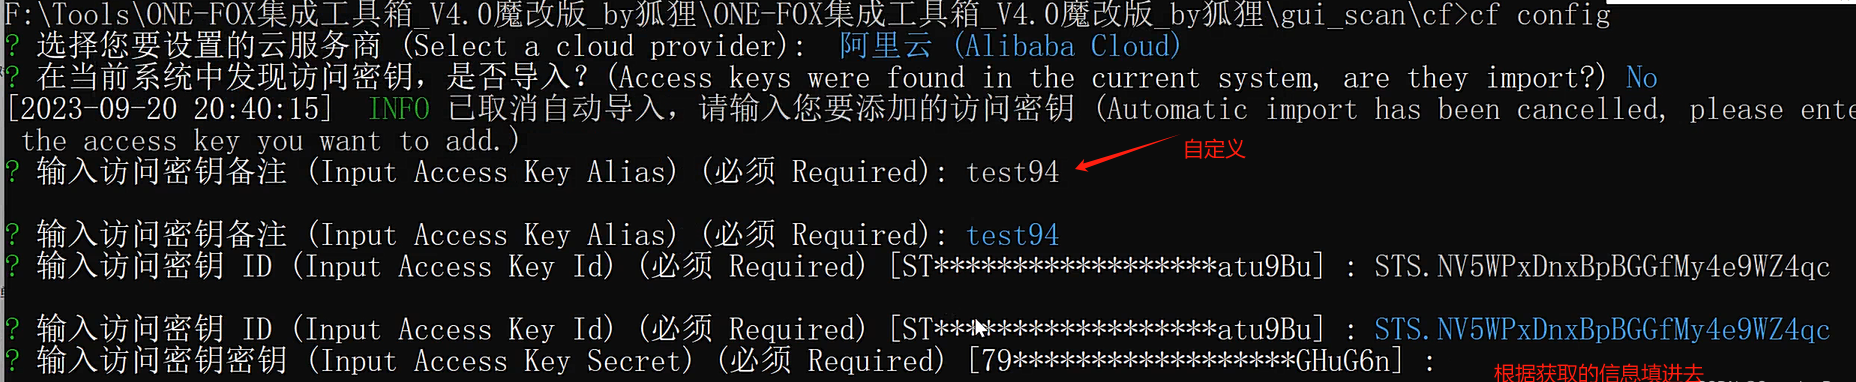 F:\Tools\ONE-FOX集成工具箱_V4.0魔改版_by狐狸\ONE-FOX集成工具箱_V4.0魔改版_by狐狸\gui_scan\cf>cf config
? 选择您要设置的云服务商 (Select a cloud provider): 阿里云 (Alibaba Cloud)
? 在当前系统中发现访问密钥，是否导入? (Access keys were found in the current system, are they import?) No
[2023-09-20 20:40:15] INFO 已取消自动导入，请输入您要添加的访问密钥 (Automatic import has been cancelled, please ente
the access key you want to add.)
自定义
? 输入访问密钥备注 (Input Access Key Alias) (必须 Required): test94
? 输入访问密钥备注 (Input Access Key Alias) (必须 Required): test94
? 输入访问密钥 ID (Input Access Key Id) (必须 Required) [ST******************atu9Bu] : STS.NV5WPxDnxBpBGGfMy4e9WZ4qc
? 输入访问密钥 ID (Input Access Key Id) (必须 Required) [ST******************atu9Bu] : STS.NV5WPxDnxBpBGGfMy4e9WZ4qc
? 输入访问密钥密钥 (Input Access Key Secret) (必须 Required) [79******************GHuG6n] :
根据获取的信息填进去